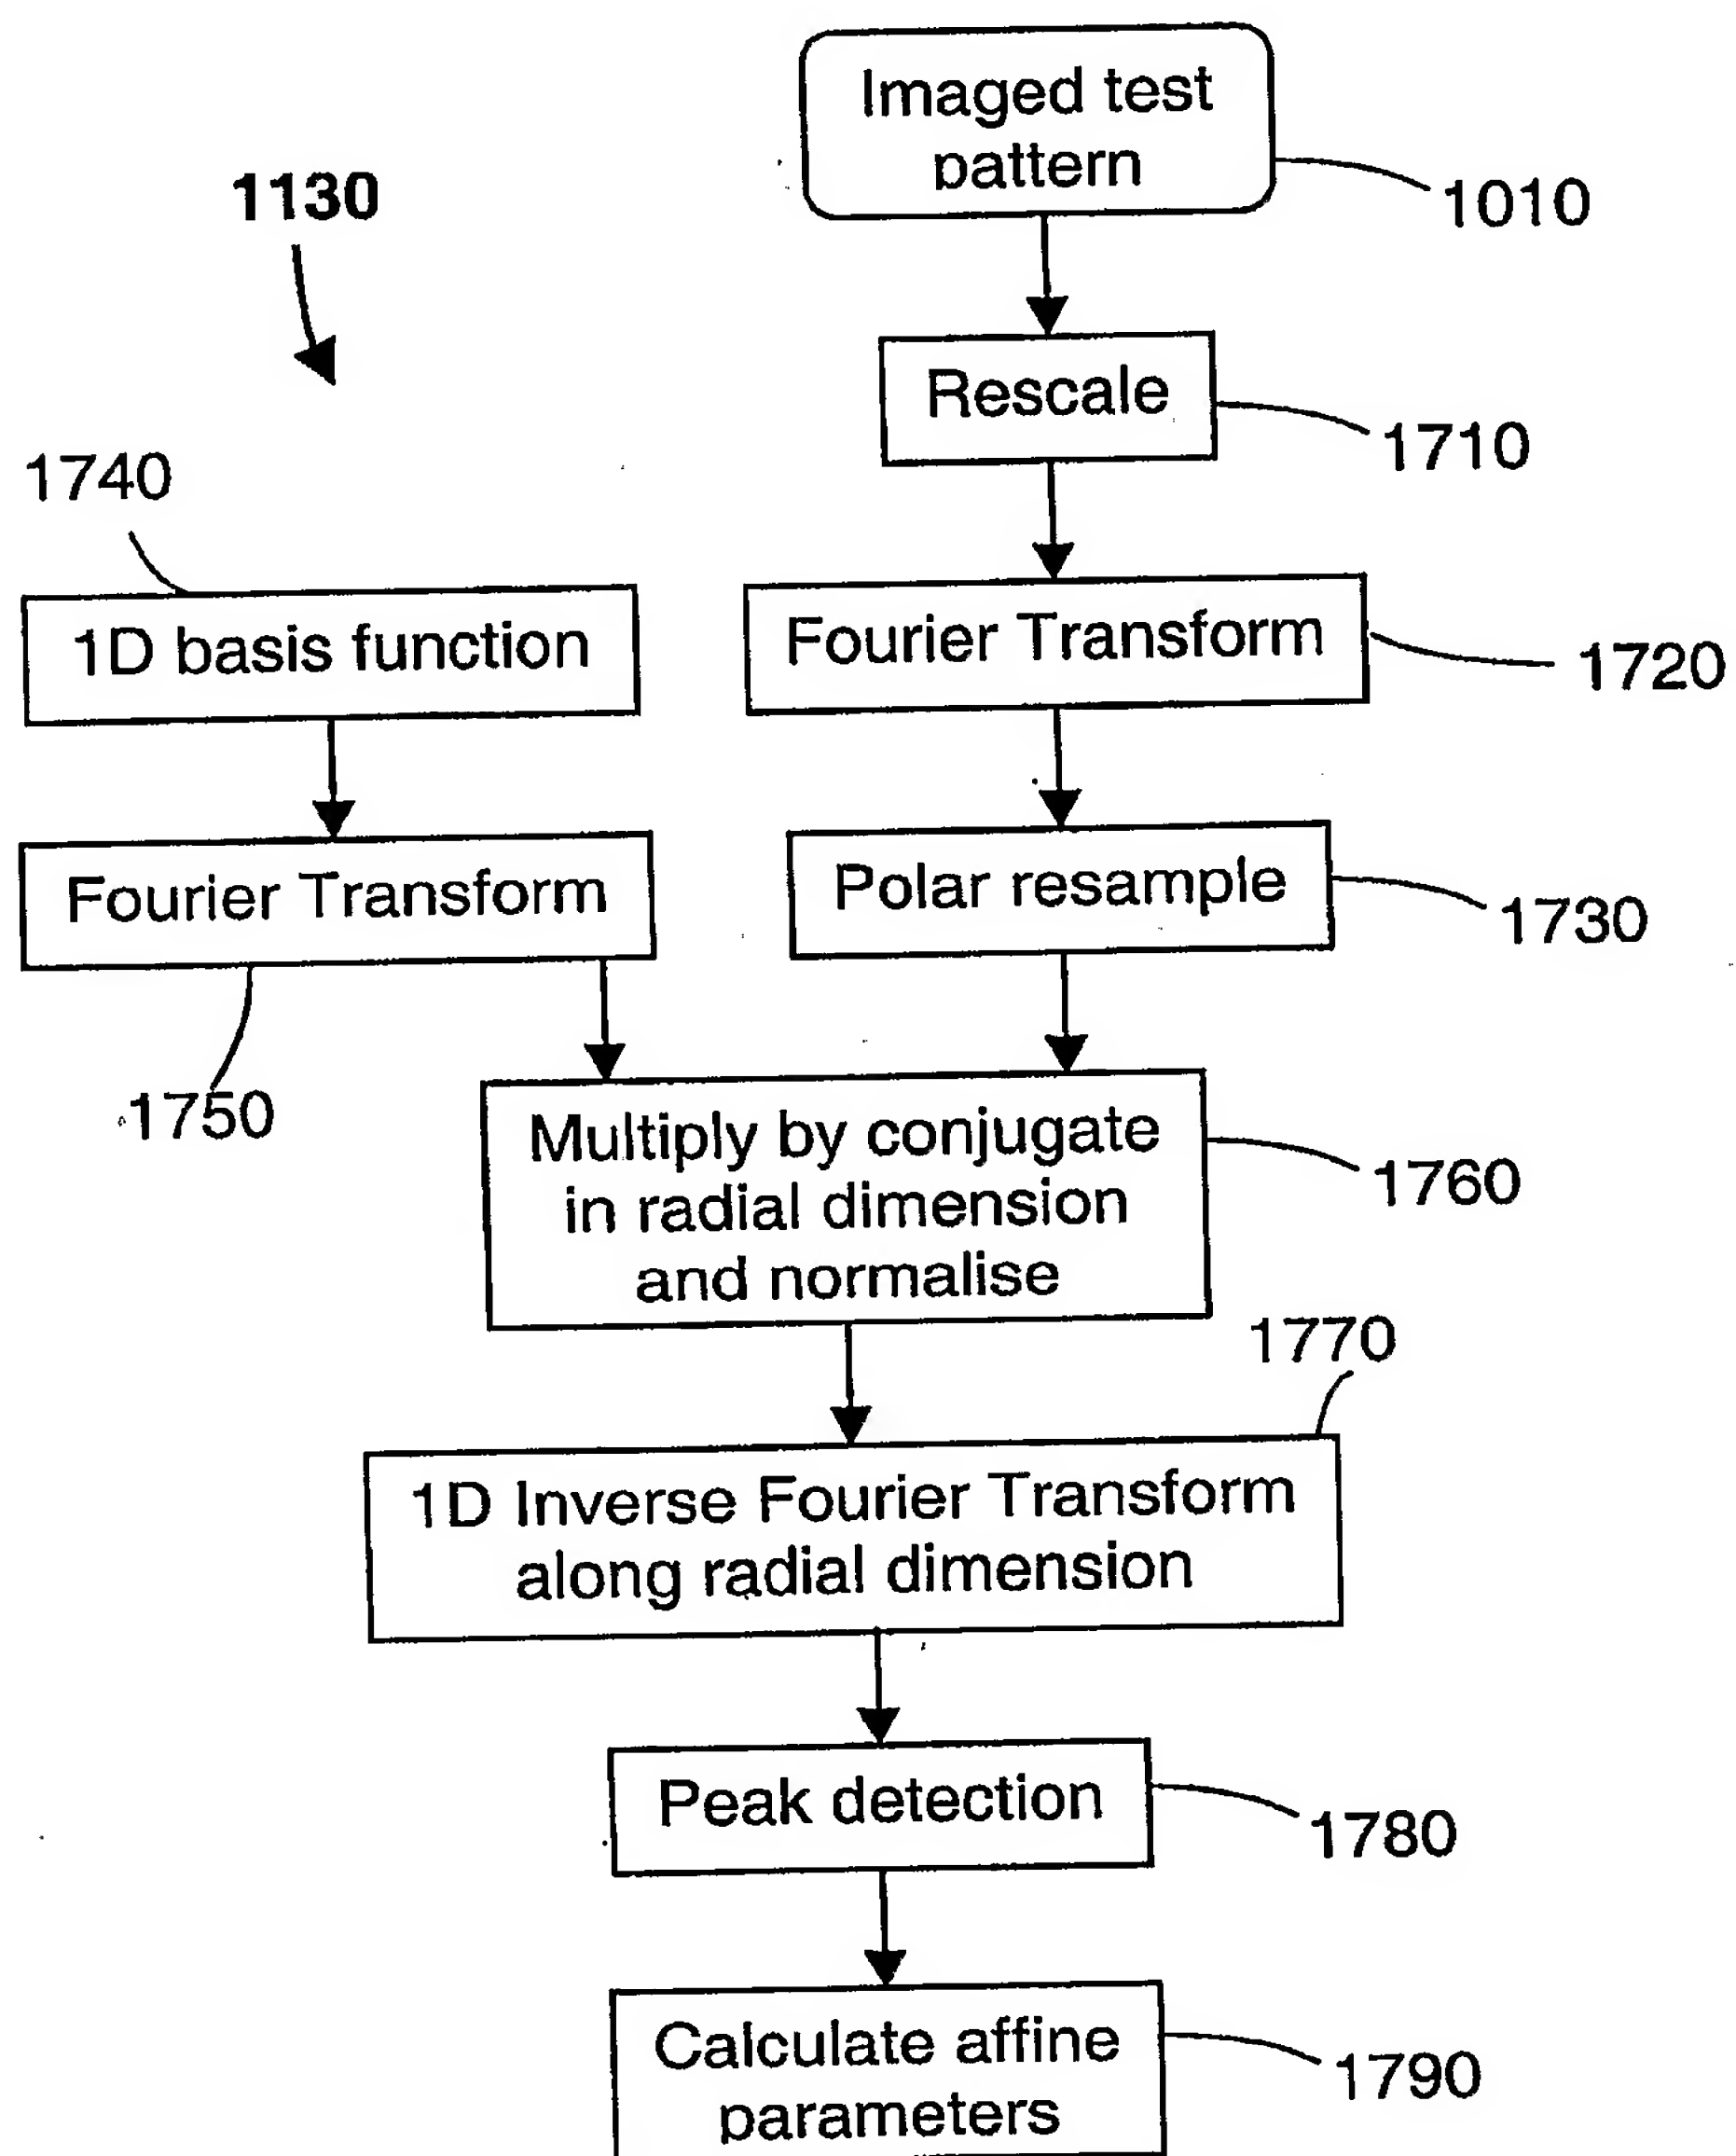 Imaged test
pattern
1010
1130
Rescale
1710
1740
1D basis function
Fourier Transform
1720
Fourier Transform
1750
Polar resample
1730
Multiply by conjugate
in radial dimension
and normalise
1760
1770
1D Inverse Fourier Transform
along radial dimension
Peak detection
1780
Calculate affine
parameters
1790